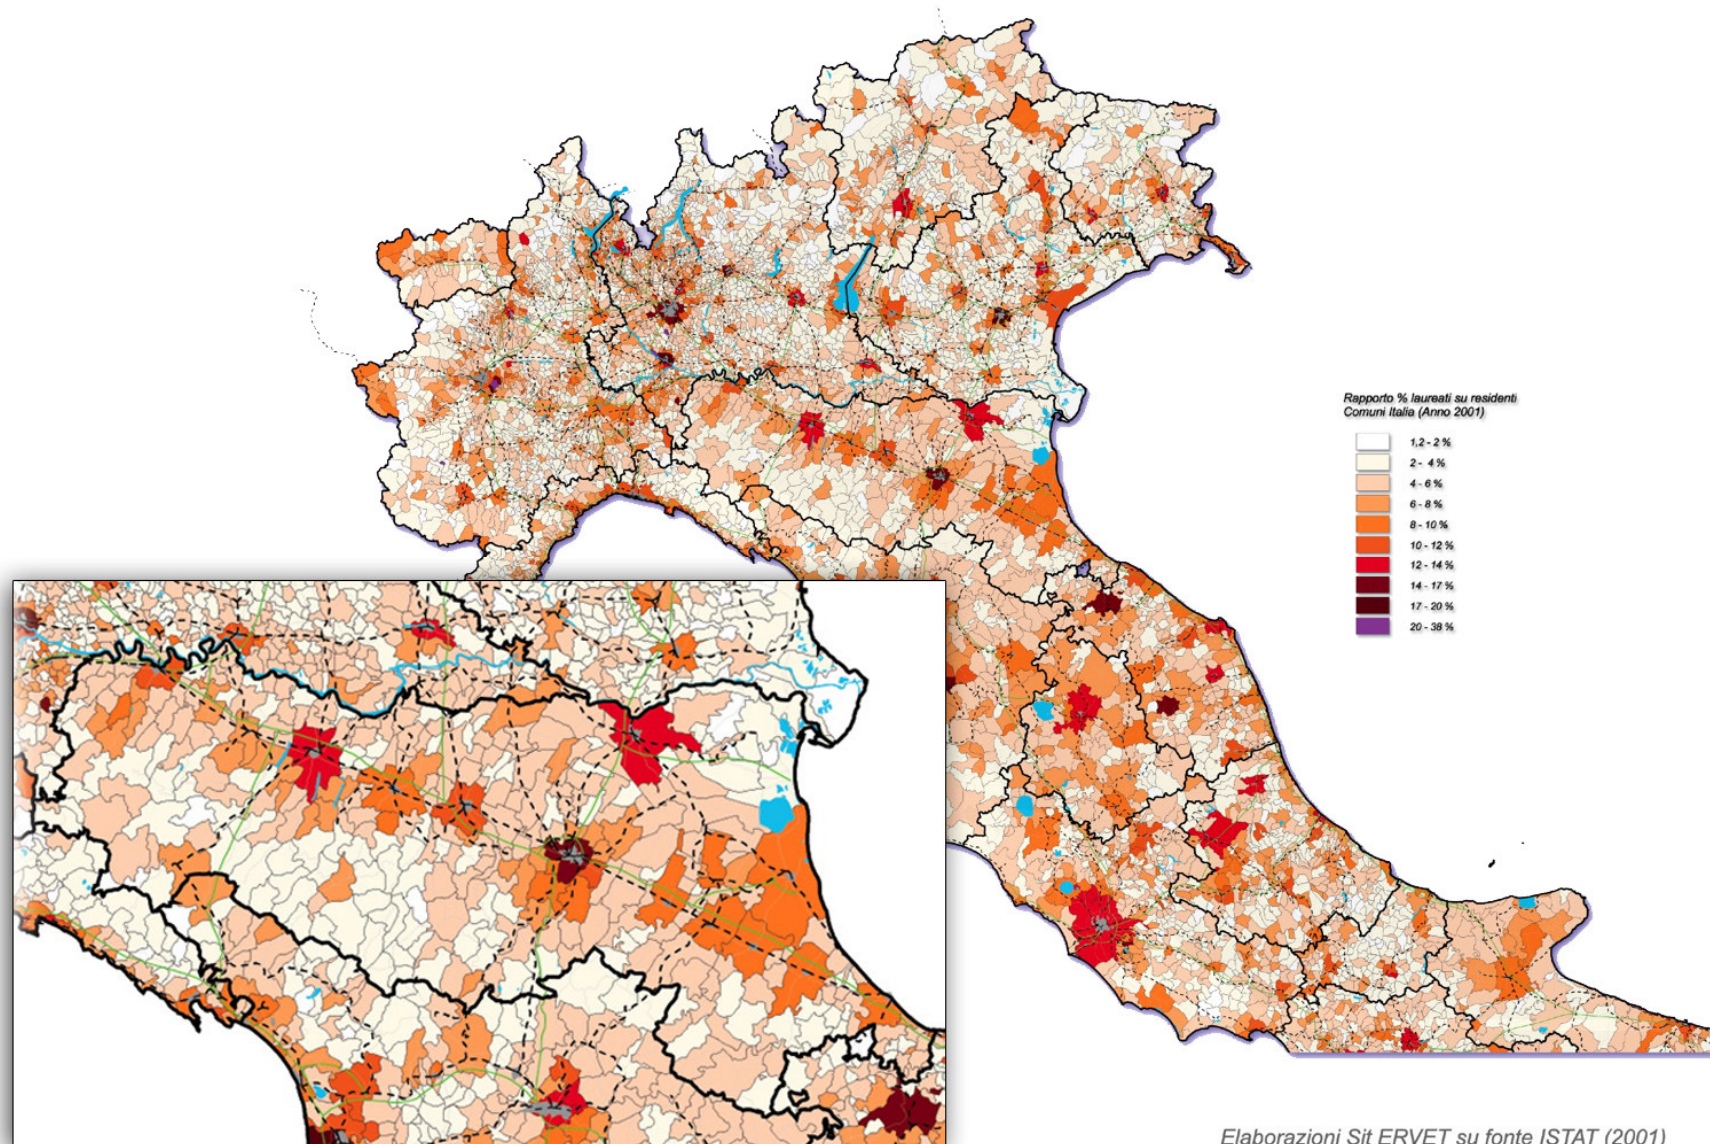 Rapporto % laureati su residenti
Comuni Italia (Anno 2001)
1,2 - 2 %
2 - 4 %
4 - 6 %
6 - 8 %
8 - 10 %
10 - 12 %
12 - 14 %
14 - 17 %
17 - 20 %
20 - 38 %
Elaborazioni Sit ERVET su fonte ISTAT (2001)